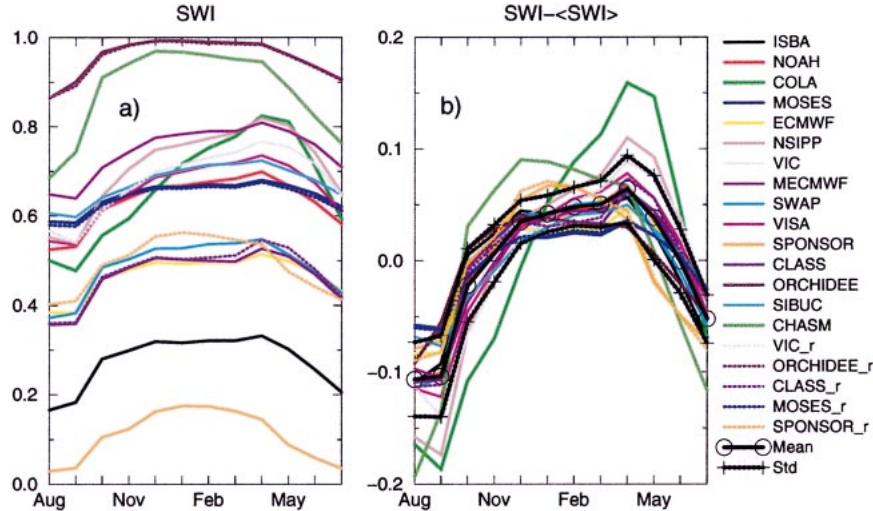 SWI
SWI-<SWI>
1.0
0.8
0.6
0.4
0.2
0.0
a)
Aug Nov Feb May
0.2
0.1
0.0
-0.1
-0.2
b)
Aug Nov Feb May
ISBA
NOAH
COLA
MOSES
ECMWF
NSIPP
VIC
MECMWF
SWAP
VISA
SPONSOR
CLASS
ORCHIDEE
SIBUC
CHASM
VIC_r
ORCHIDEE_r
CLASS_r
MOSES_r
SPONSOR_r
Mean
Std